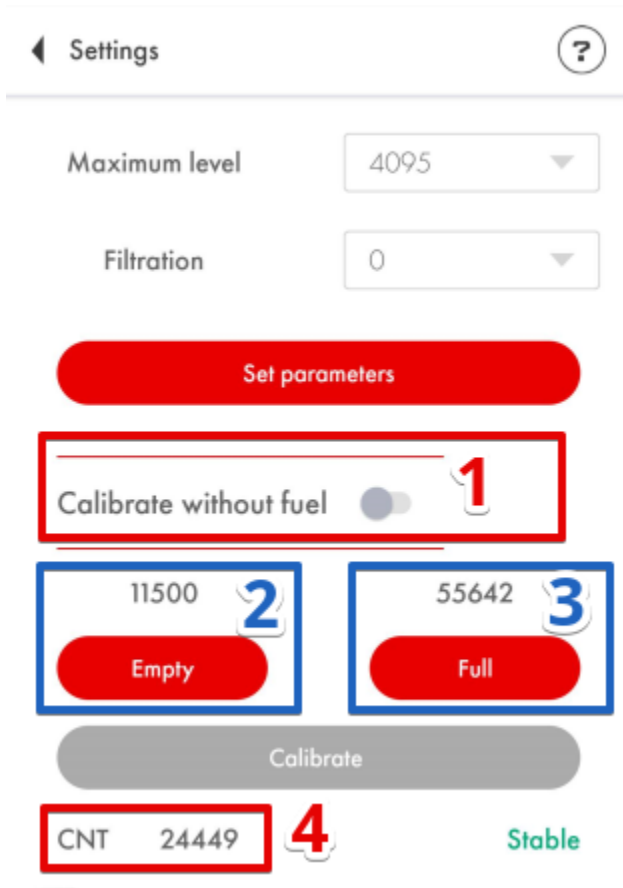 Settings ?
Maximum level 4095
Filtration 0
Set parameters
Calibrate without fuel 1
11500 2 55642 3
Empty Full
Calibrate
CNT 24449 4 Stable